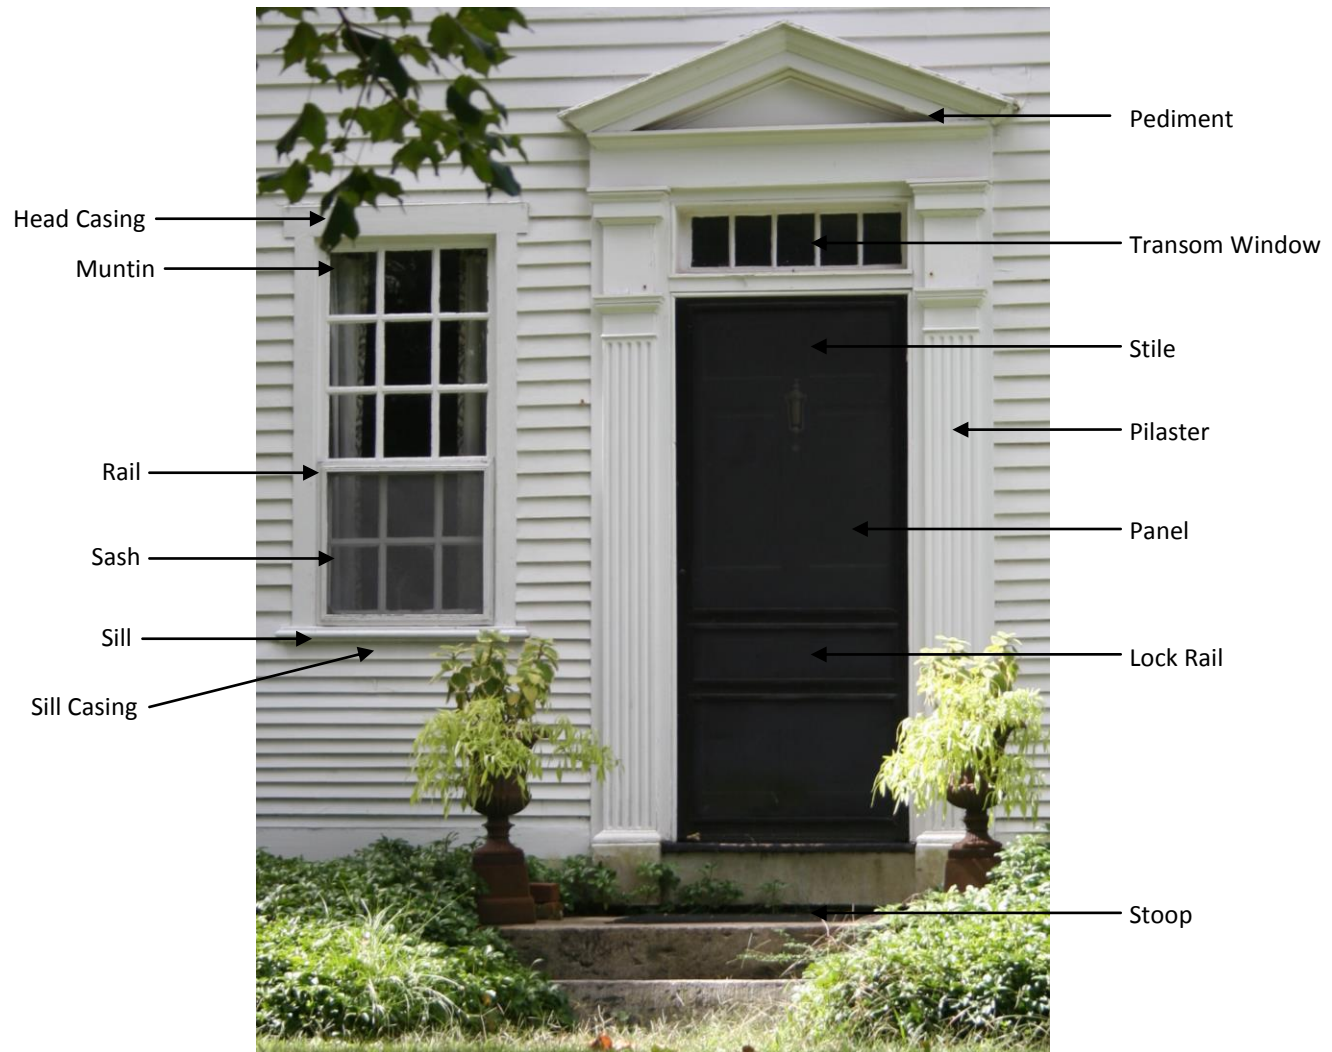 Pediment
Head Casing
Transom Window
Muntin
Stile
Pilaster
Rail
Panel
Sash
Sill
Lock Rail
Sill Casing
Stoop